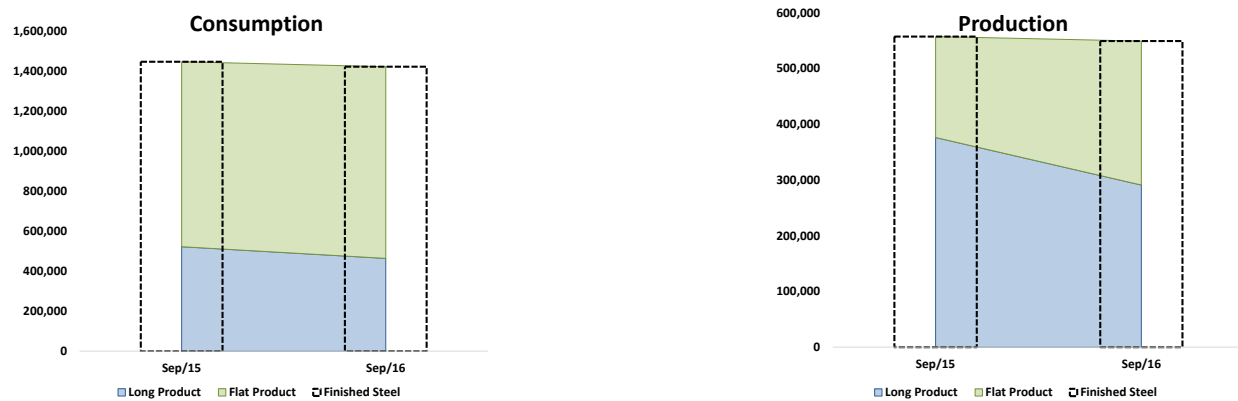 Consumption
1,600,000
1,400,000
1,200,000
1,000,000
800,000
600,000
400,000
200,000
0
Sep/15 Sep/16
Long Product Flat Product Finished Steel
Production
600,000
500,000
400,000
300,000
200,000
100,000
0
Sep/15 Sep/16
Long Product Flat Product Finished Steel